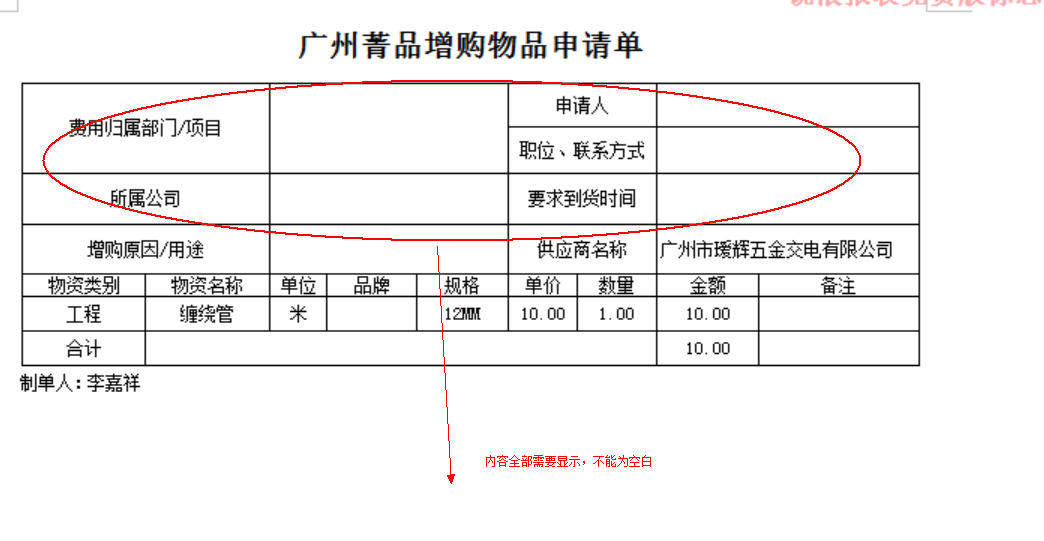 广州菁品增购物品申请单
费用归属部门/项目 申请人
职位、联系方式
所属公司 要求到货时间
增购原因/用途 供应商名称 广州市瑷辉五金交电有限公司
物资类别 物资名称 单位 品牌 规格 单价 数量 金额 备注
工程 缠绕管 米 12MM 10.00 1.00 10.00
合计 10.00
制单人:李嘉祥
内容全部需要显示，不能为空白